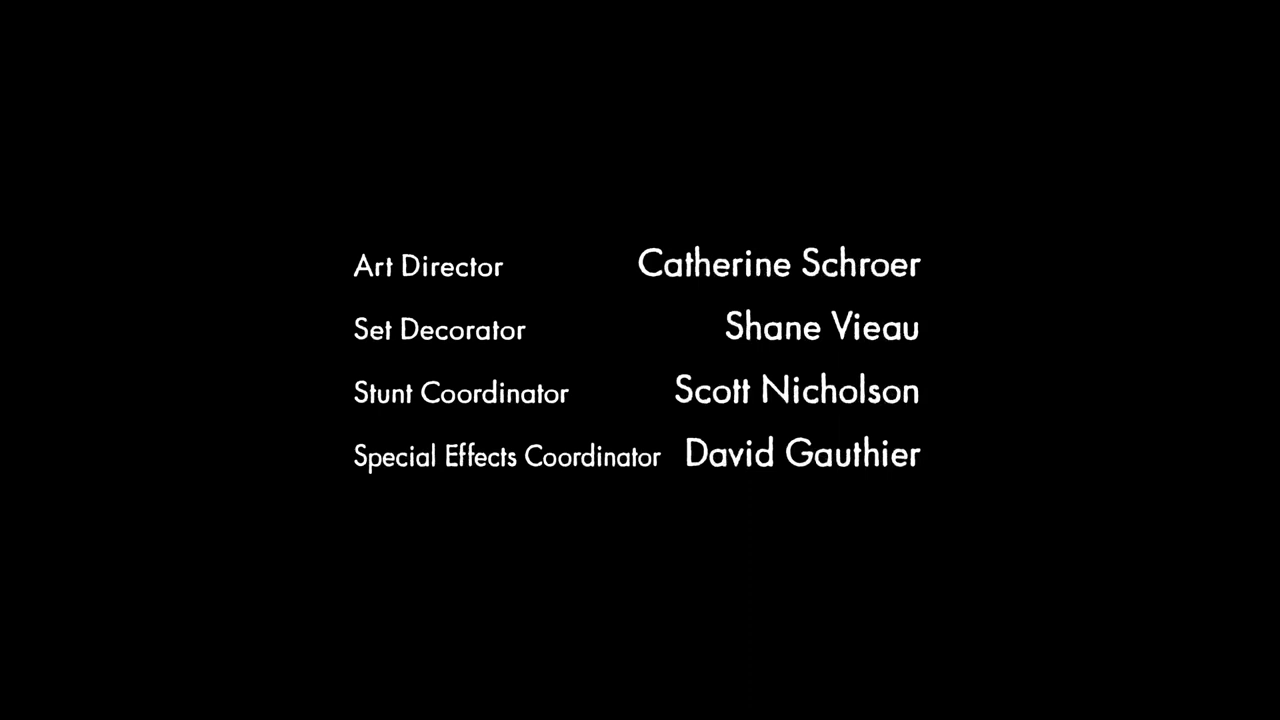 Art Director Catherine Schroer
Set Decorator Shane Vieau
Stunt Coordinator Scott Nicholson
Special Effects Coordinator David Gauthier